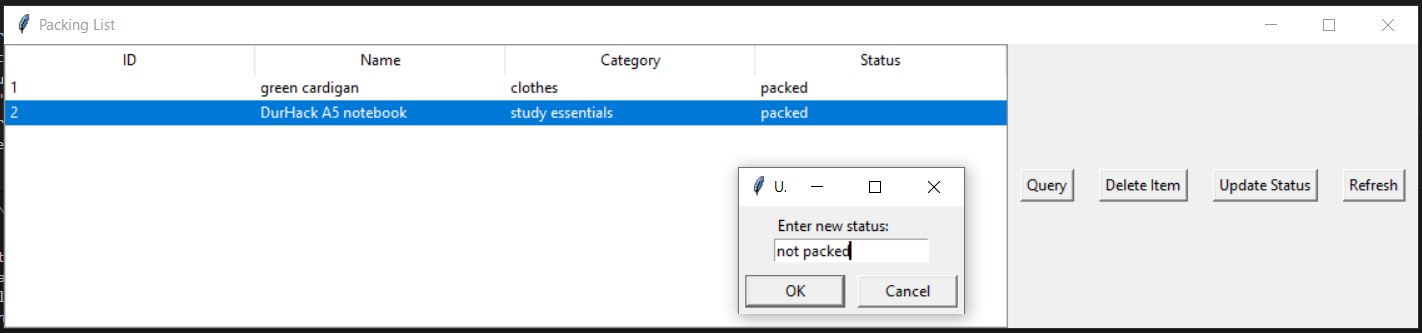 Packing List
ID Name Category Status
1 green cardigan clothes packed
2 DurHack A5 notebook study essentials packed
U.
Enter new status:
not packed
OK Cancel
Query Delete Item Update Status Refresh